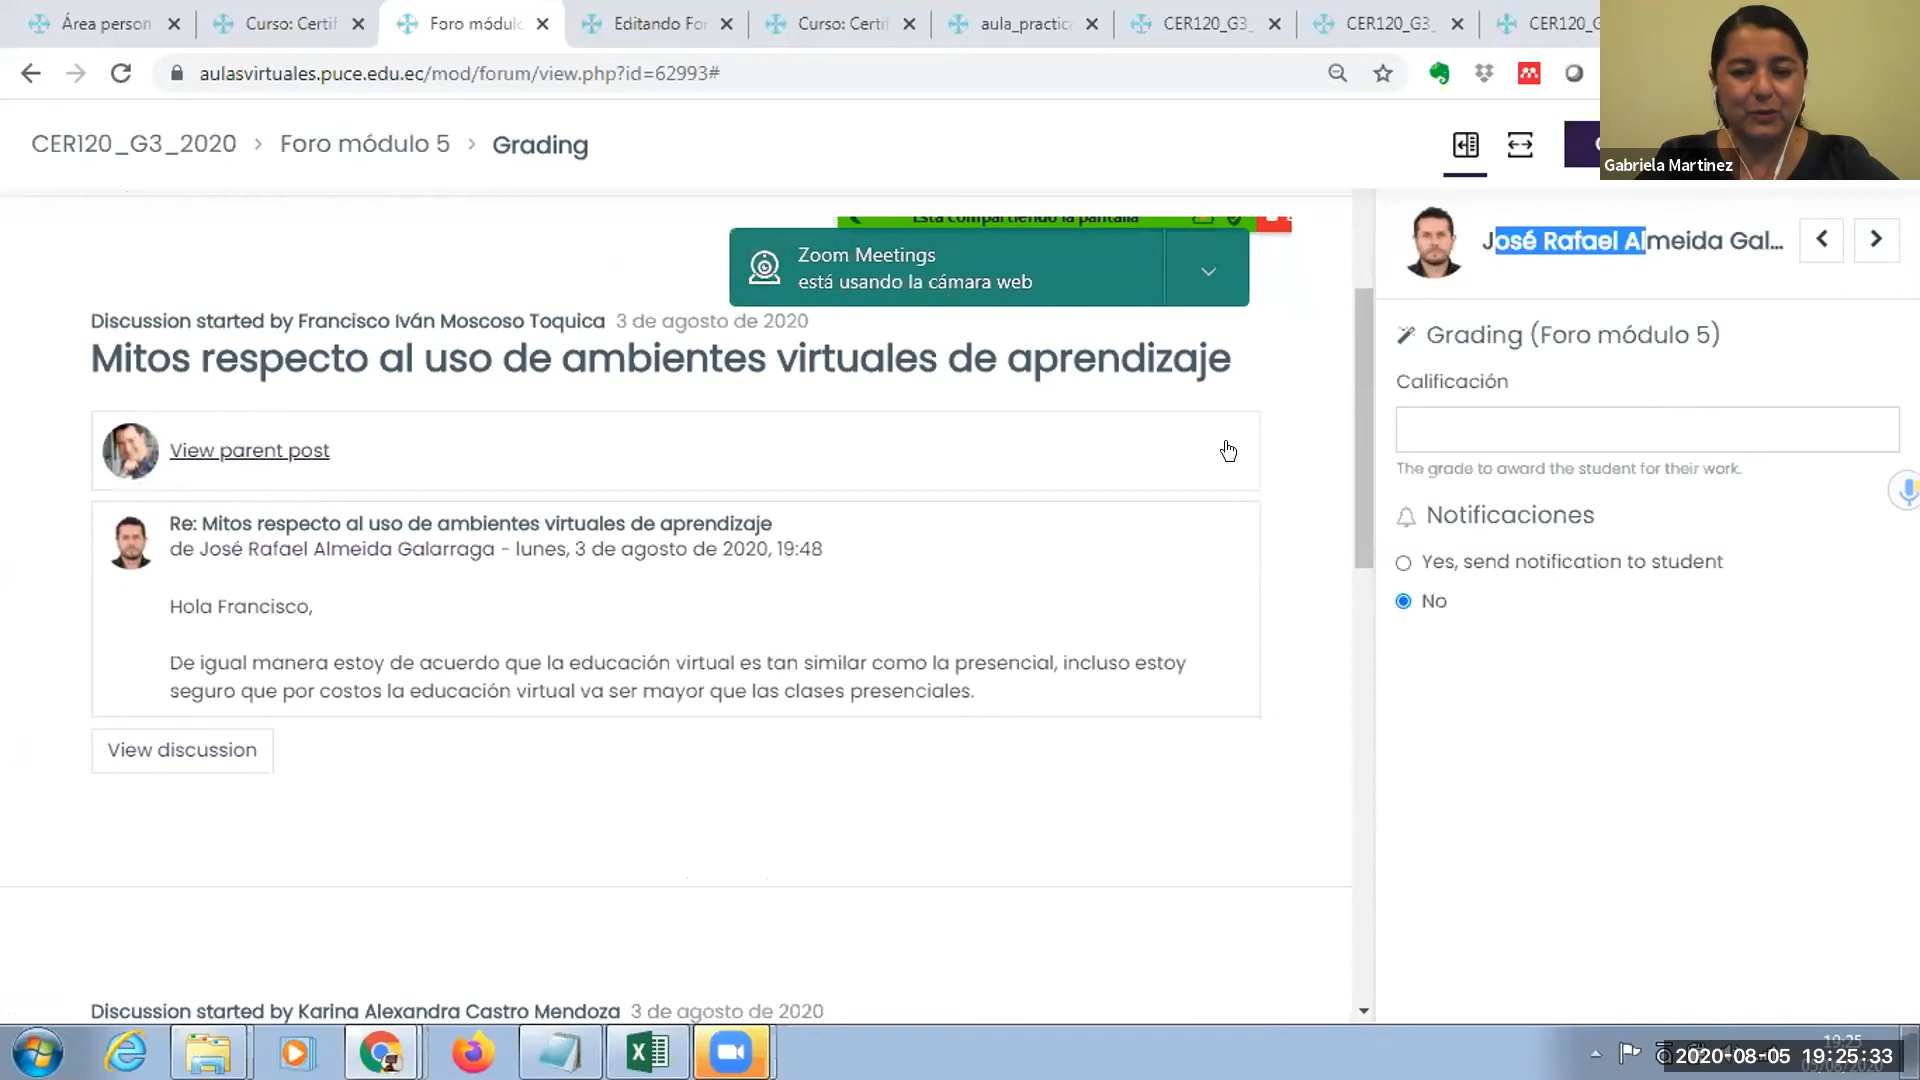 Área person
Curso: Certif
Foro módulo
Editando Fo
Curso: Certi
aula_practic
CER120_G3_
CER120_G3_
CER120_G
aulasvirtuales.puce.edu.ec/mod/forum/view.php?id=62993#
Gabriela Martinez
CER120_G3_2020 > Foro módulo 5 > Grading
Está compartiendo la pantalla
Zoom Meetings
está usando la cámara web
José Rafael Almeida Gal...
Discussion started by Francisco Iván Moscoso Toquica 3 de agosto de 2020
Mitos respecto al uso de ambientes virtuales de aprendizaje
View parent post
Re: Mitos respecto al uso de ambientes virtuales de aprendizaje
de José Rafael Almeida Galarraga - lunes, 3 de agosto de 2020, 19:48
Hola Francisco,
De igual manera estoy de acuerdo que la educación virtual es tan similar como la presencial, incluso estoy
seguro que por costos la educación virtual va ser mayor que las clases presenciales.
View discussion
Discussion started by Karina Alexandra Castro Mendoza 3 de agosto de 2020
Grading (Foro módulo 5)
Calificación
The grade to award the student for their work.
Notificaciones
Yes, send notification to student
No
19:25
2020-08-05 19:25:33